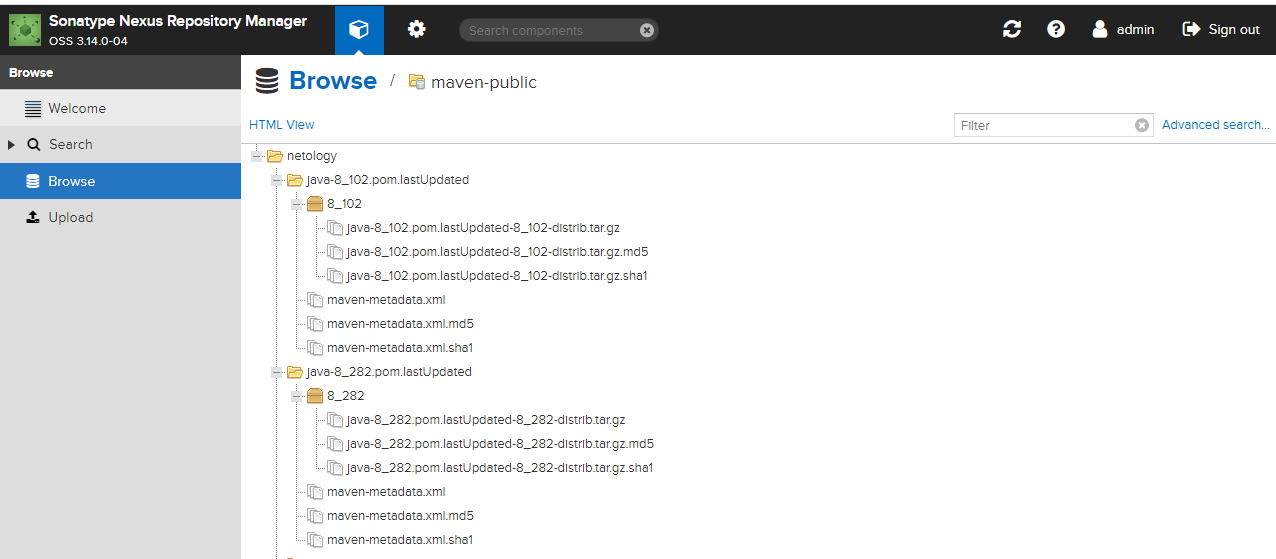 Sonatype Nexus Repository Manager
OSS 3.14.0-04
Search components
admin
Sign out
Browse
Welcome
Search
Browse
Upload
Browse / maven-public
HTML View
Filter
Advanced search...
netology
java-8_102.pom.lastUpdated
8_102
java-8_102.pom.lastUpdated-8_102-distrib.tar.gz
java-8_102.pom.lastUpdated-8_102-distrib.tar.gz.md5
java-8_102.pom.lastUpdated-8_102-distrib.tar.gz.sha1
maven-metadata.xml
maven-metadata.xml.md5
maven-metadata.xml.sha1
java-8_282.pom.lastUpdated
8_282
java-8_282.pom.lastUpdated-8_282-distrib.tar.gz
java-8_282.pom.lastUpdated-8_282-distrib.tar.gz.md5
java-8_282.pom.lastUpdated-8_282-distrib.tar.gz.sha1
maven-metadata.xml
maven-metadata.xml.md5
maven-metadata.xml.sha1